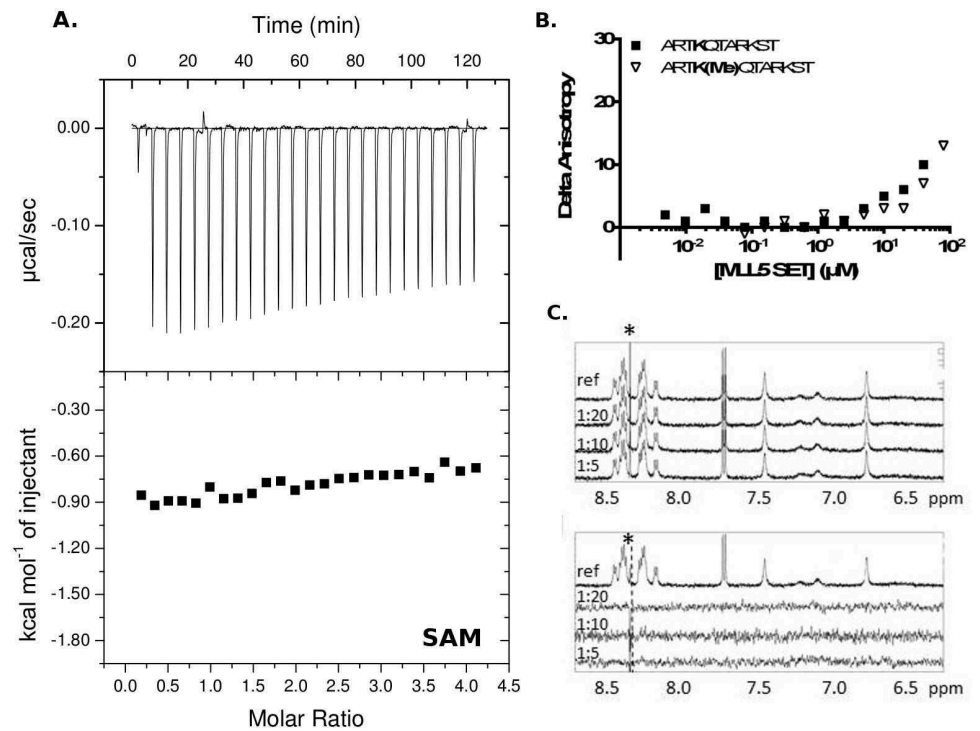 A.
Time (min)
0 20 40 60 80 100 120
0.00
-0.10
-0.20
µcal/sec
-0.30
-0.60
-0.90
-1.20
-1.50
-1.80
kcal mol⁻¹ of injectant
SAM
0.0 0.5 1.0 1.5 2.0 2.5 3.0 3.5 4.0 4.5
Molar Ratio
B.
30
20
10
0
Delta Anisotropy
ARTKQTARKST
ARTK(Me)QTARKST
10⁻² 10⁻¹ 10⁰ 10¹ 10²
[MLL5 SET] (µM)
C.
*
ref
1:20
1:10
1:5
8.5 8.0 7.5 7.0 6.5 ppm
*
ref
1:20
1:10
1:5
8.5 8.0 7.5 7.0 6.5 ppm